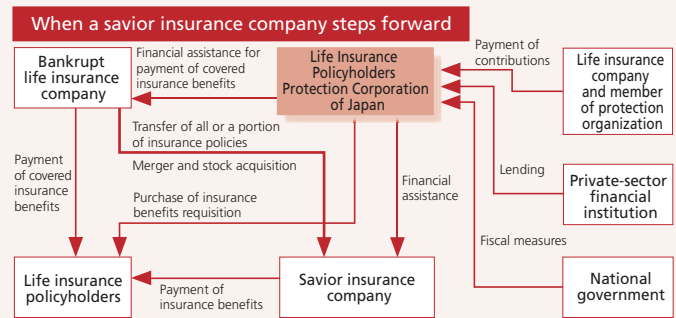 When a savior insurance company steps forward
Bankrupt
life insurance
company
Financial assistance for
payment of covered
insurance benefits
Life Insurance
Policyholders
Protection Corporation
of Japan
Payment of
contributions
Life insurance
company
and member
of protection
organization
Transfer of all or a portion
of insurance policies
Merger and stock acquisition
Payment
of covered
insurance
benefits
Purchase of insurance
benefits requisition
Financial
assistance
Lending
Private-sector
financial
institution
Fiscal measures
Life insurance
policyholders
Payment of
insurance benefits
Savior insurance
company
National
government